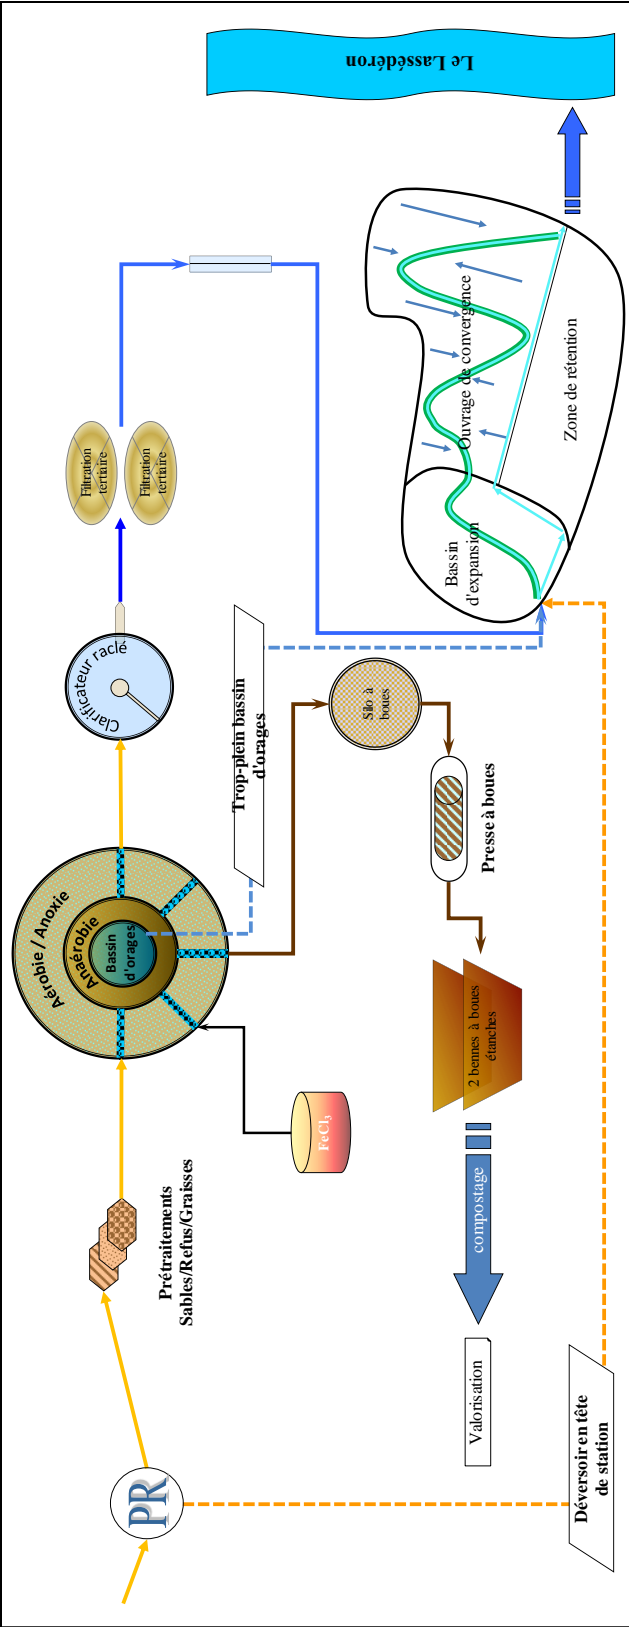 PR
Prétraitements
Sables/Refus/Graisses
Aérobie / Anoxie
Anaérobie
Bassin
d'orages
FeCl3
Clarificateur raclé
Filtration
tertiaire
Filtration
tertiaire
Trop-plein bassin
d'orages
Silo à
boues
Presse à boues
2 bennes à boues
étanches
compostage
Valorisation
Déversoir en tête
de station
Bassin
d'expansion
Ouvrage de convergence
Zone de rétention
Le Lassédéron